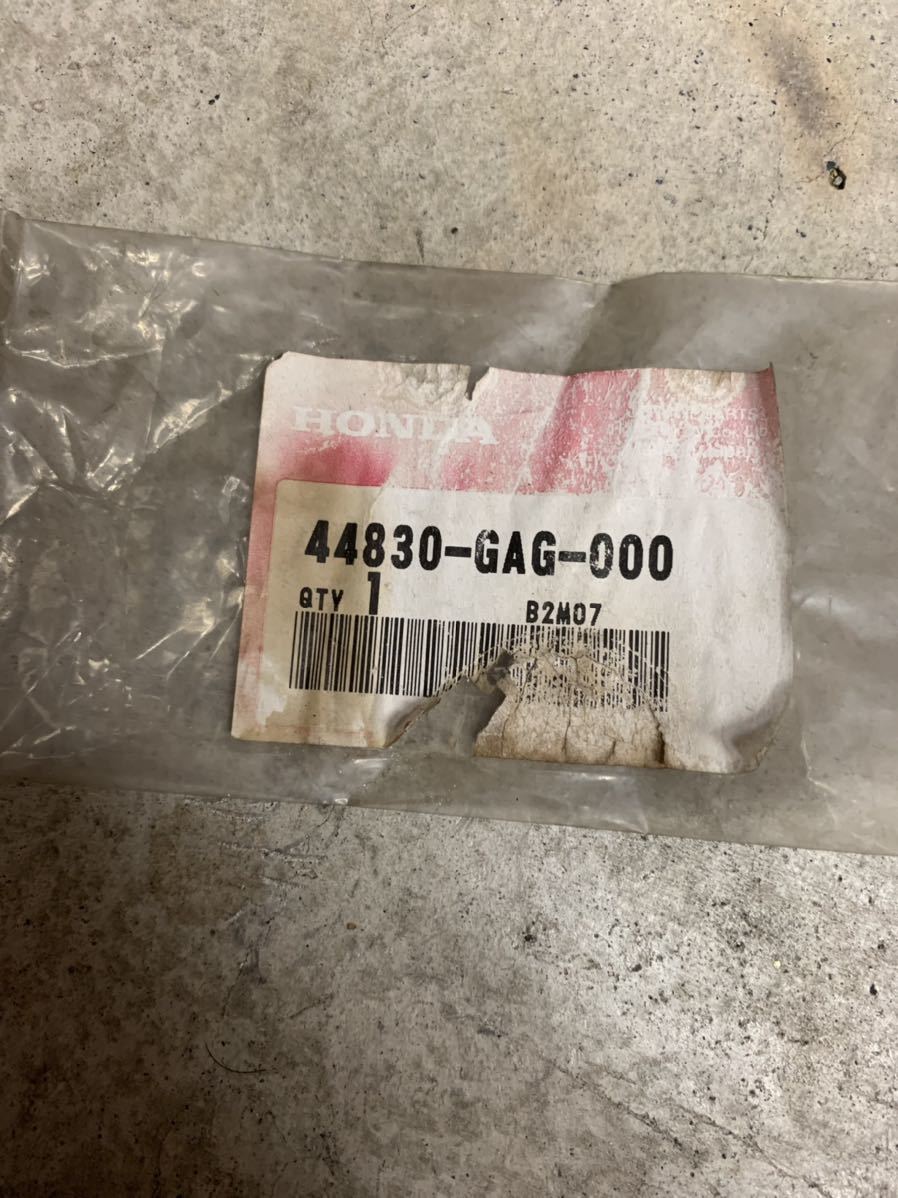 HONDA
44830-GAG-000
QTY 1 B2M07